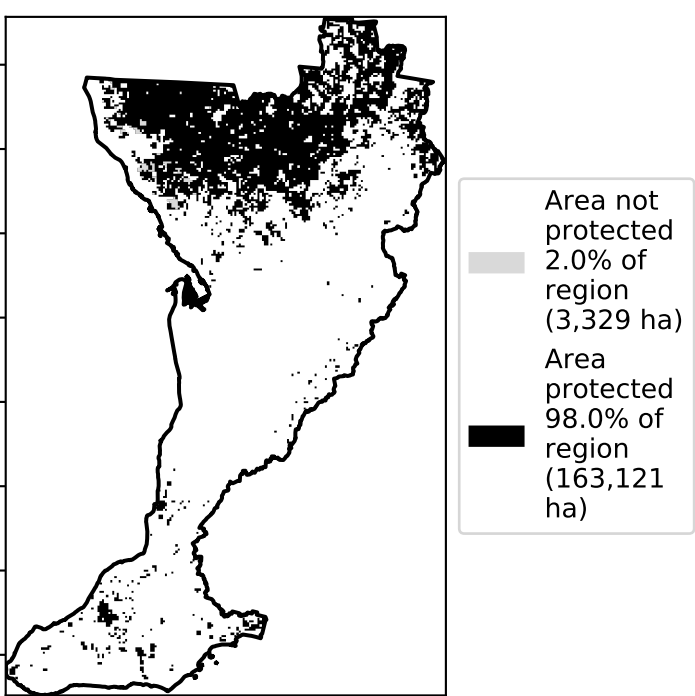 Area not
protected
2.0% of
region
(3,329 ha)
Area
protected
98.0% of
region
(163,121
ha)